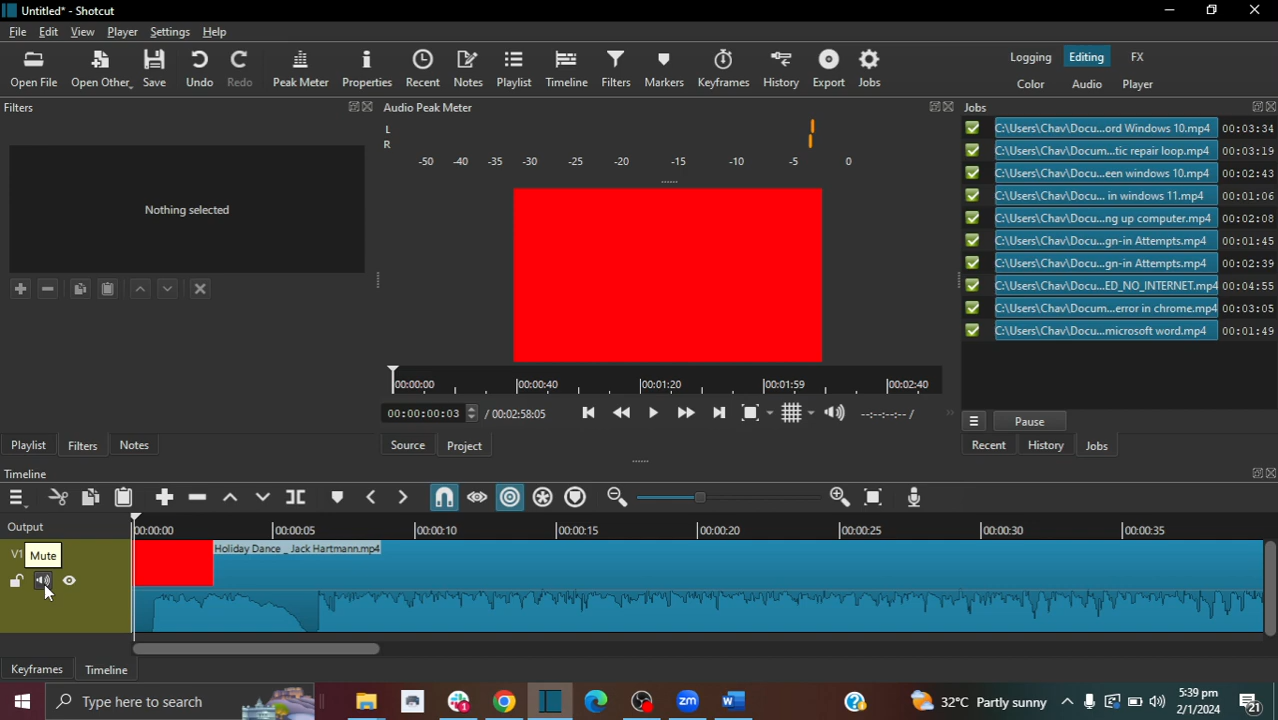 Untitled* - Shotcut
File Edit View Player Settings Help
Open File Open Other Save Undo Redo Peak Meter Properties Recent Notes Playlist Timeline Filters Markers Keyframes History Export Jobs
Logging Editing FX
Color Audio Player
Filters
Nothing selected
Playlist Filters Notes
Audio Peak Meter
L
R
-50 -40 -35 -30 -25 -20 -15 -10 -5 0
00:00:00 00:00:40 00:01:20 00:01:59 00:02:40
00:00:00:03 / 00:02:58:05 --:--:--:-- /
Source Project
Jobs
C:\Users\Chav\Docu...ord Windows 10.mp4 00:03:34
C:\Users\Chav\Docum...tic repair loop.mp4 00:03:19
C:\Users\Chav\Docu...een windows 10.mp4 00:02:43
C:\Users\Chav\Docu... in windows 11.mp4 00:01:06
C:\Users\Chav\Docu...ng up computer.mp4 00:02:08
C:\Users\Chav\Docu...gn-in Attempts.mp4 00:01:45
C:\Users\Chav\Docu...gn-in Attempts.mp4 00:02:39
C:\Users\Chav\Docu...ED_NO_INTERNET.mp4 00:04:55
C:\Users\Chav\Docum...error in chrome.mp4 00:03:05
C:\Users\Chav\Docu...microsoft word.mp4 00:01:49
Pause
Recent History Jobs
Timeline
Output
00:00:00 00:00:05 00:00:10 00:00:15 00:00:20 00:00:25 00:00:30 00:00:35
V1 Mute
Holiday Dance _ Jack Hartmann.mp4
Keyframes Timeline
Type here to search
32°C Partly sunny
5:39 pm
2/1/2024
21